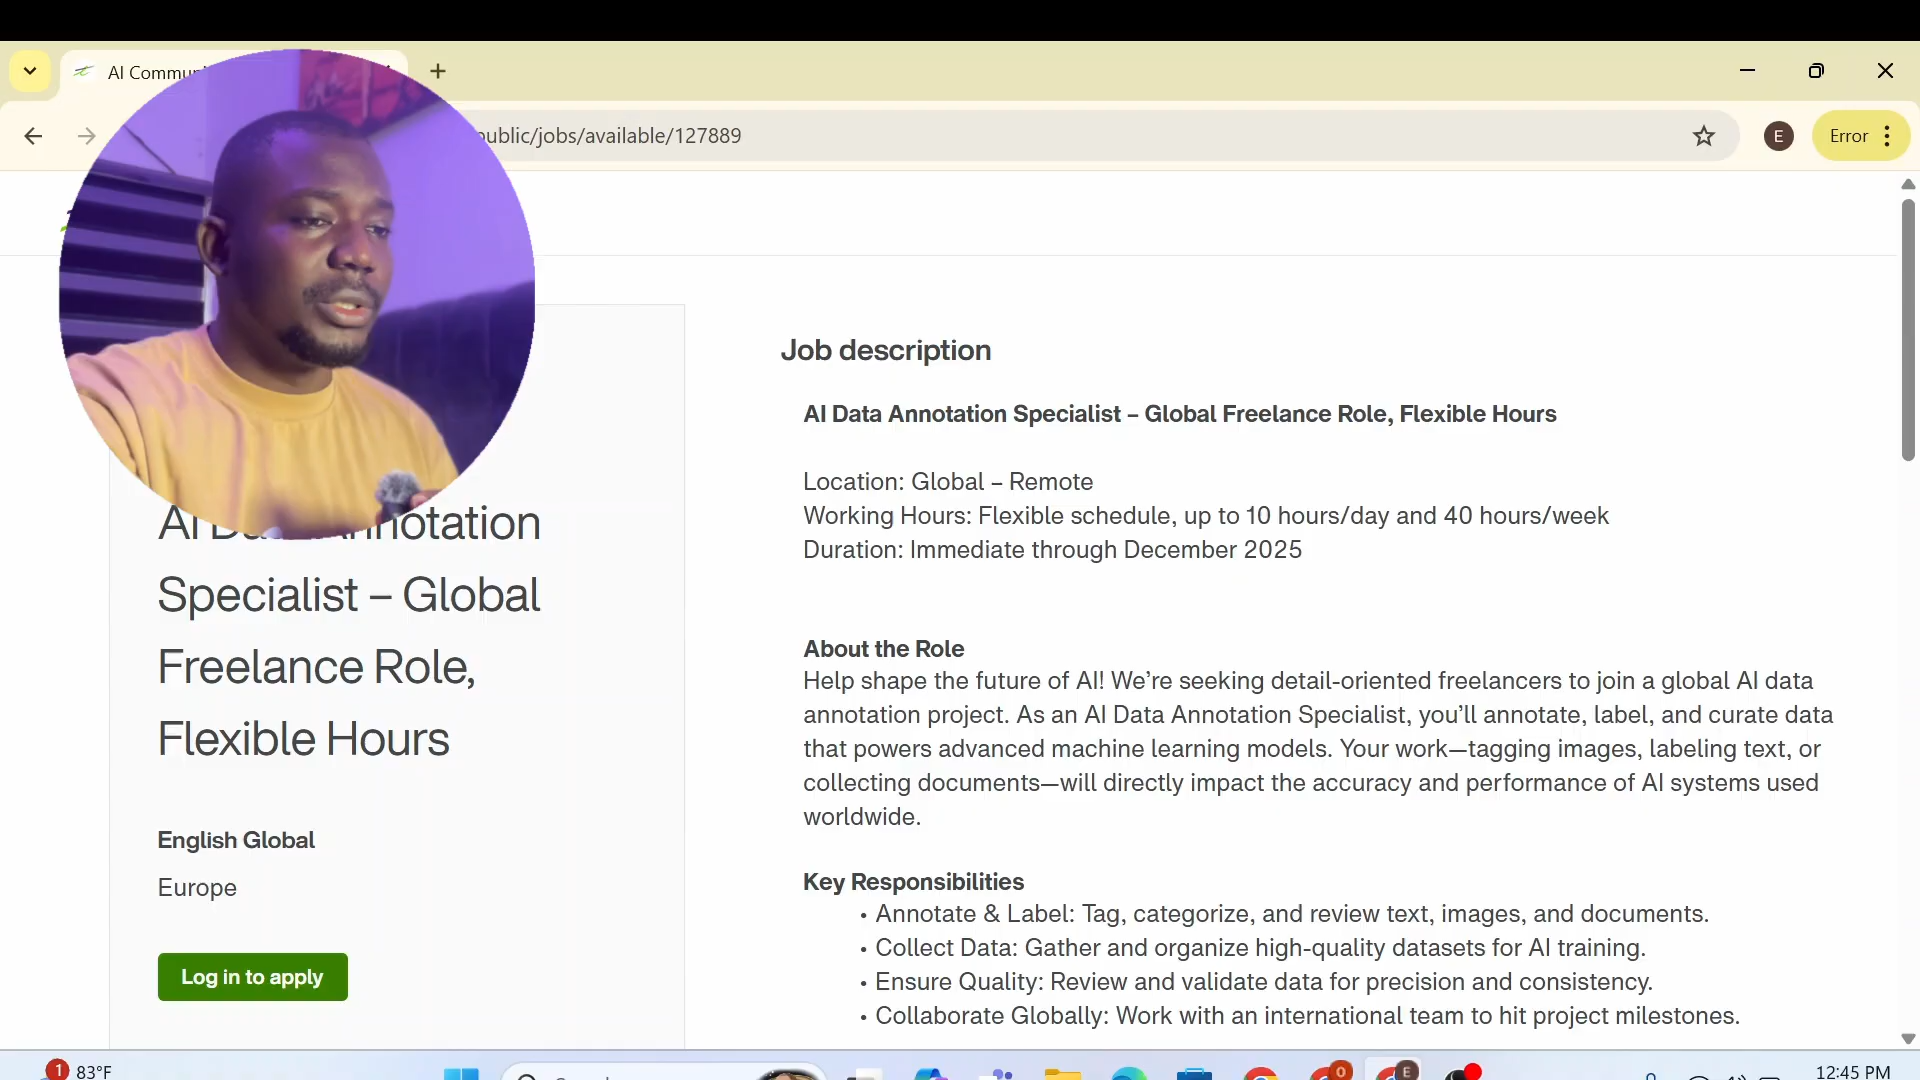 AI Commun
public/jobs/available/127889
E
Error
Job description
AI Data Annotation Specialist – Global Freelance Role, Flexible Hours
Location: Global – Remote
Working Hours: Flexible schedule, up to 10 hours/day and 40 hours/week
Duration: Immediate through December 2025
About the Role
Help shape the future of AI! We’re seeking detail-oriented freelancers to join a global AI data
annotation project. As an AI Data Annotation Specialist, you’ll annotate, label, and curate data
that powers advanced machine learning models. Your work—tagging images, labeling text, or
collecting documents—will directly impact the accuracy and performance of AI systems used
worldwide.
Key Responsibilities
• Annotate & Label: Tag, categorize, and review text, images, and documents.
• Collect Data: Gather and organize high-quality datasets for AI training.
• Ensure Quality: Review and validate data for precision and consistency.
• Collaborate Globally: Work with an international team to hit project milestones.
AI Data Annotation
Specialist – Global
Freelance Role,
Flexible Hours
English Global
Europe
Log in to apply
1
83°F
O
E
12:45 PM